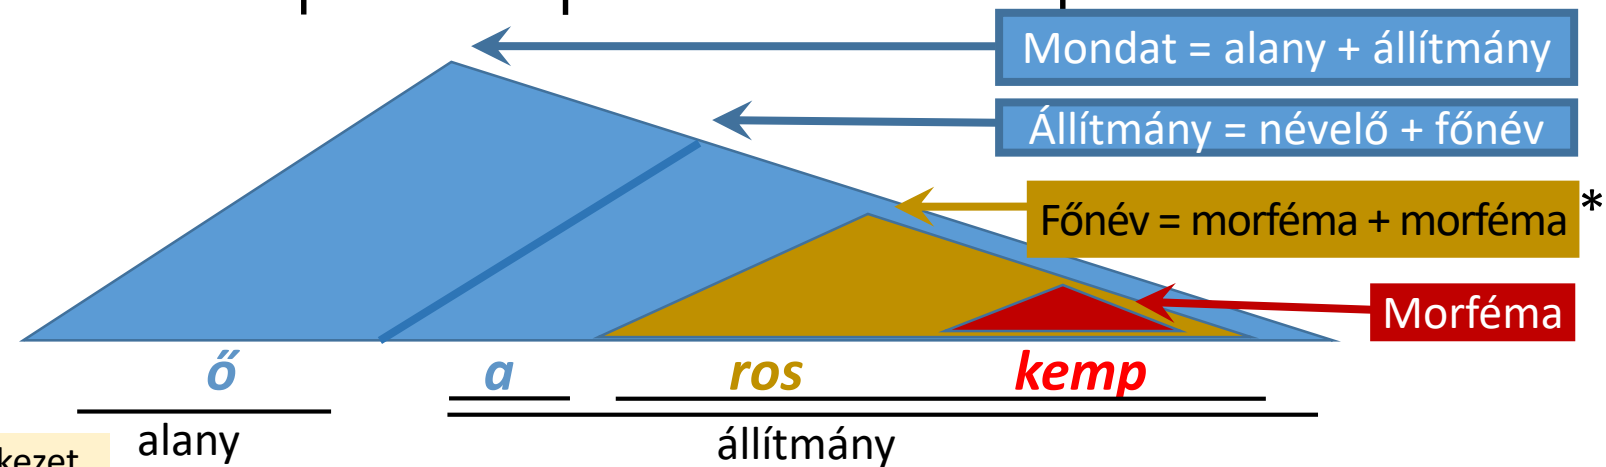 Mondat = alany + állítmány
Állítmány = névelő + főnév
Főnév = morféma + morféma *
Morféma
ő a ros kemp
alany állítmány